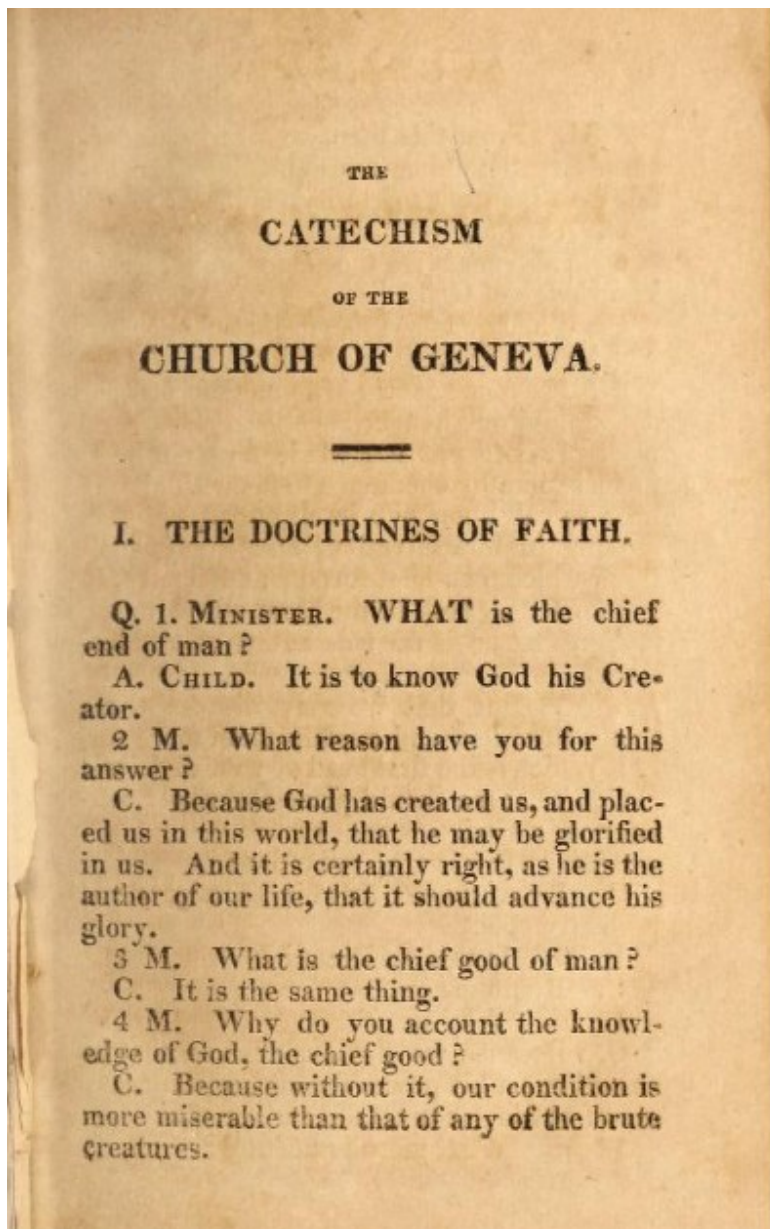 THE
CATECHISM
OF THE
CHURCH OF GENEVA.
I. THE DOCTRINES OF FAITH.
Q. 1. MINISTER. WHAT is the chief
end of man?
A. CHILD. It is to know God his Cre-
ator.
2 M. What reason have you for this
answer?
C. Because God has created us, and plac-
ed us in this world, that he may be glorified
in us. And it is certainly right, as he is the
author of our life, that it should advance his
glory.
3 M. What is the chief good of man?
C. It is the same thing.
4 M. Why do you account the knowl-
edge of God, the chief good?
C. Because without it, our condition is
more miserable than that of any of the brute
creatures.